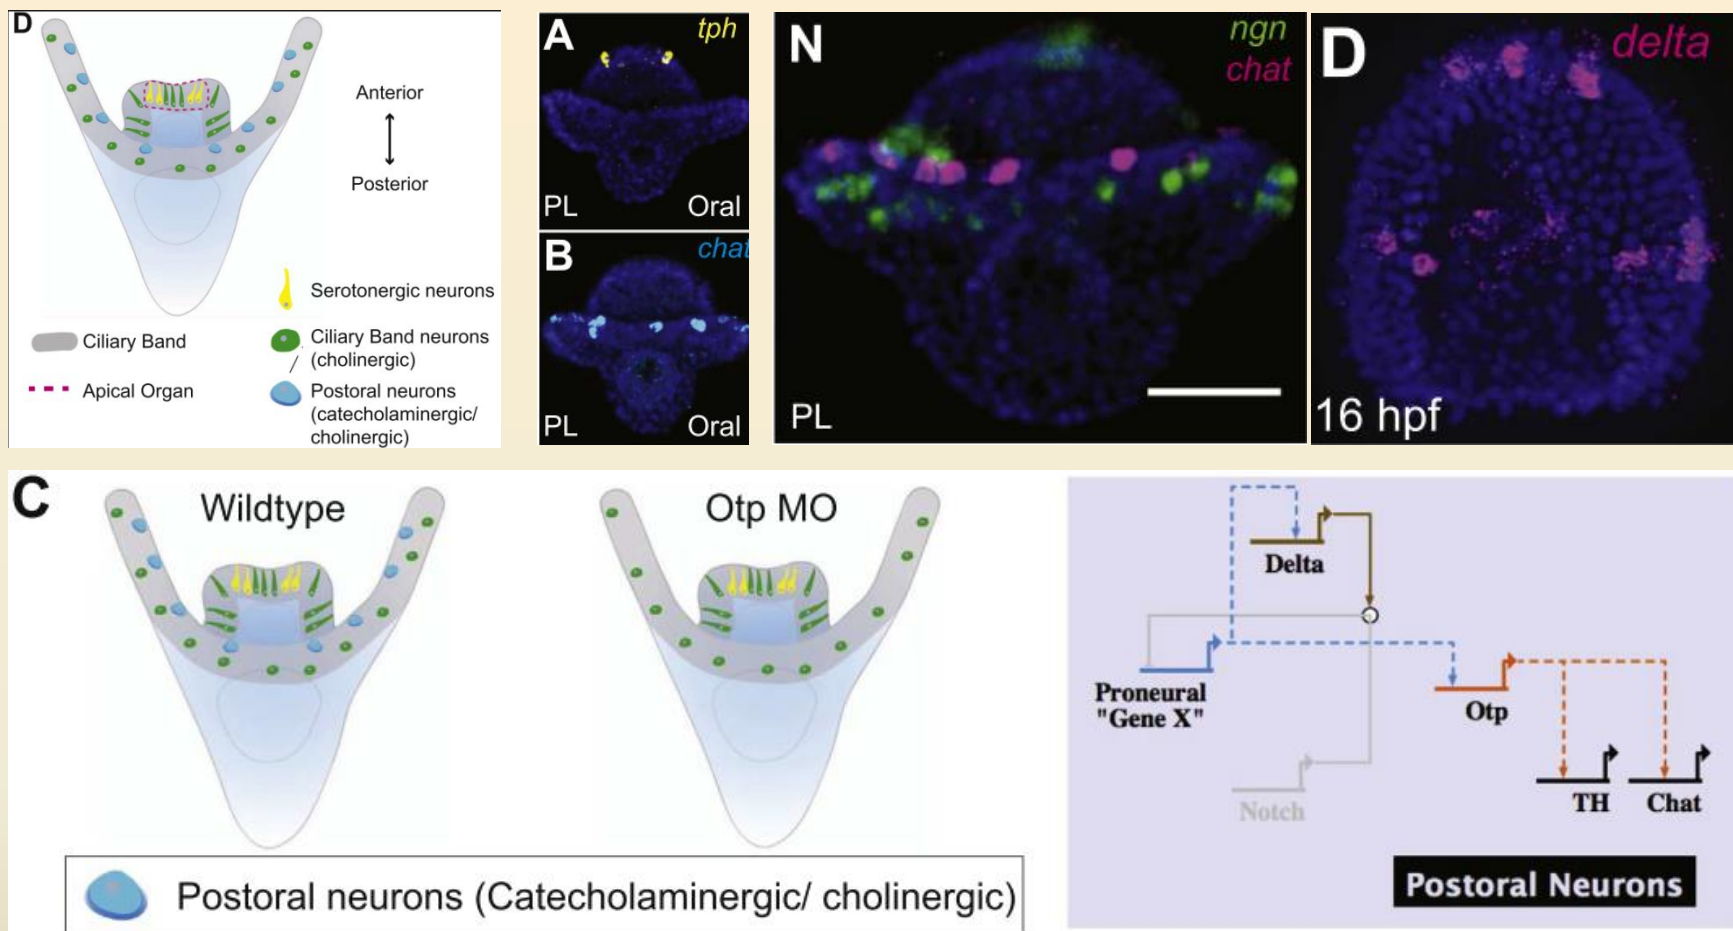 D
Anterior
Posterior
Serotonergic neurons
Ciliary Band
Ciliary Band neurons
(cholinergic)
Apical Organ
Postoral neurons
(catecholaminergic/
cholinergic)
A
tph
PL
Oral
B
chat
PL
Oral
N
ngn
chat
PL
D
delta
16 hpf
C
Wildtype
Otp MO
Postoral neurons (Catecholaminergic/ cholinergic)
Delta
Proneural
"Gene X"
Otp
Notch
TH
Chat
Postoral Neurons